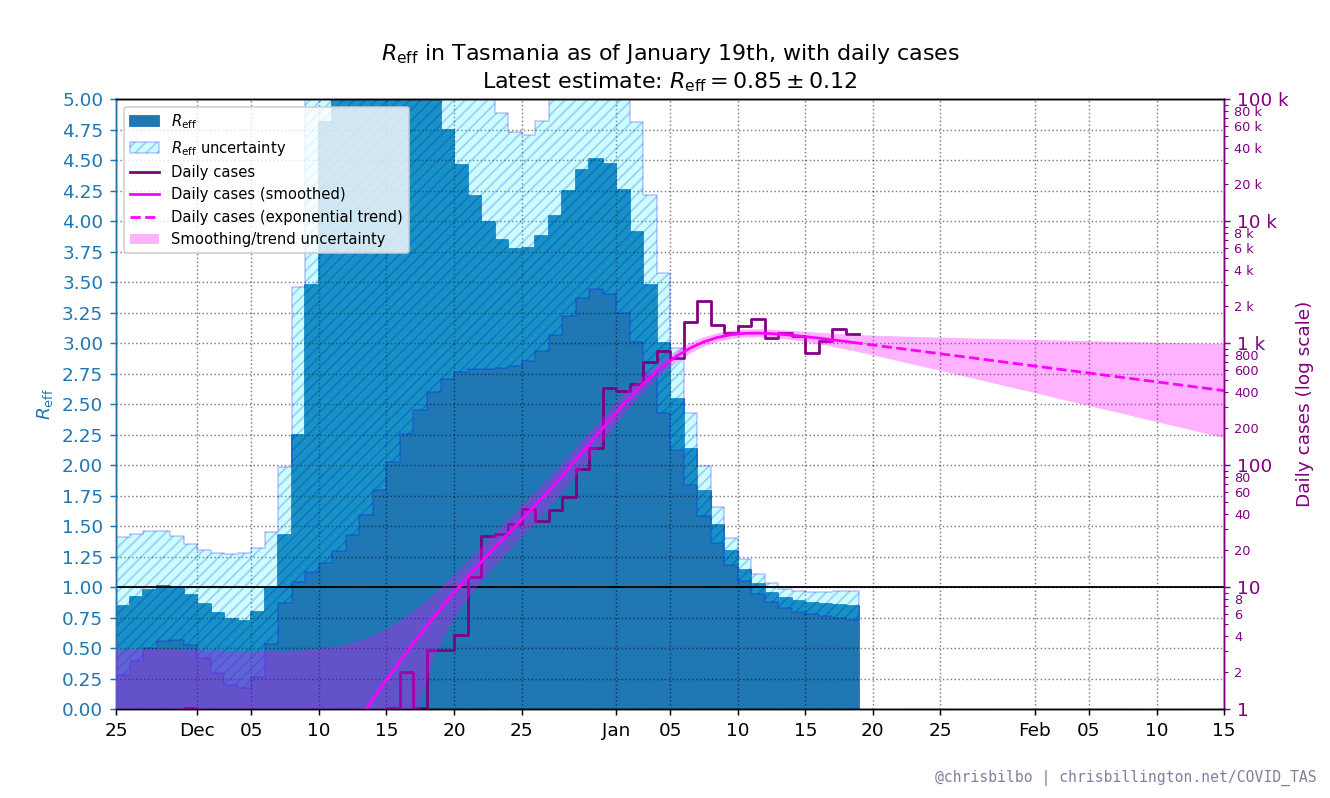 Reff in Tasmania as of January 19th, with daily cases
Latest estimate: Reff = 0.85 ± 0.12
Reff
Reff uncertainty
Daily cases
Daily cases (smoothed)
Daily cases (exponential trend)
Smoothing/trend uncertainty
5.00
4.75
4.50
4.25
4.00
3.75
3.50
3.25
3.00
2.75
2.50
2.25
2.00
1.75
1.50
1.25
1.00
0.75
0.50
0.25
0.00
Reff
100 k
80 k
60 k
40 k
20 k
10 k
8 k
6 k
4 k
2 k
1 k
800
600
400
200
100
80
60
40
20
10
8
6
4
2
1
Daily cases (log scale)
25 Dec 05 10 15 20 25 Jan 05 10 15 20 25 Feb 05 10 15
@chrisbilbo | chrisbillington.net/COVID_TAS